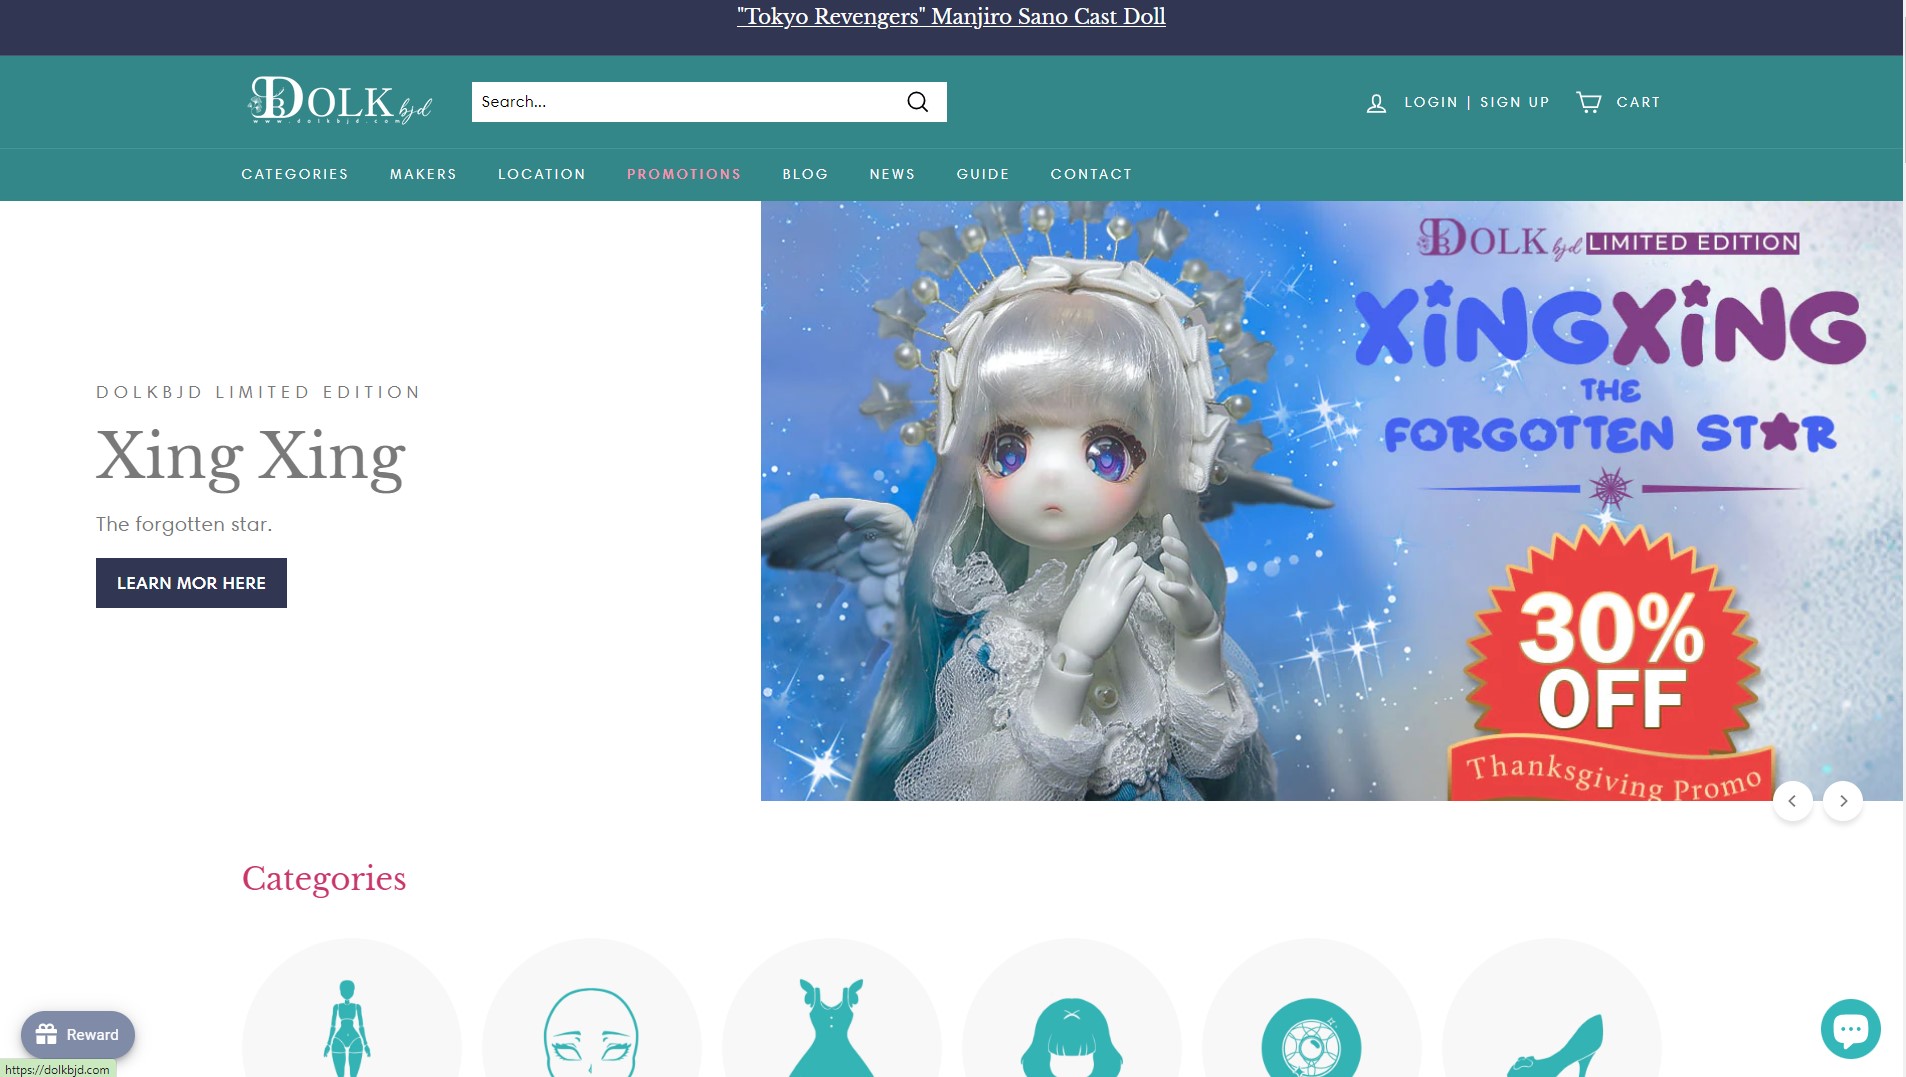 "Tokyo Revengers" Manjiro Sano Cast Doll
DOLK bjd
www.dolkbjd.com
Search...
LOGIN | SIGN UP
CART
CATEGORIES
MAKERS
LOCATION
PROMOTIONS
BLOG
NEWS
GUIDE
CONTACT
DOLKBJD LIMITED EDITION
Xing Xing
The forgotten star.
LEARN MOR HERE
DOLK bjd LIMITED EDITION
XiNGXiNG
THE
FORGOTTEN STAR
30%
OFF
Thanksgiving Promo
Categories
Reward
https://dolkbjd.com